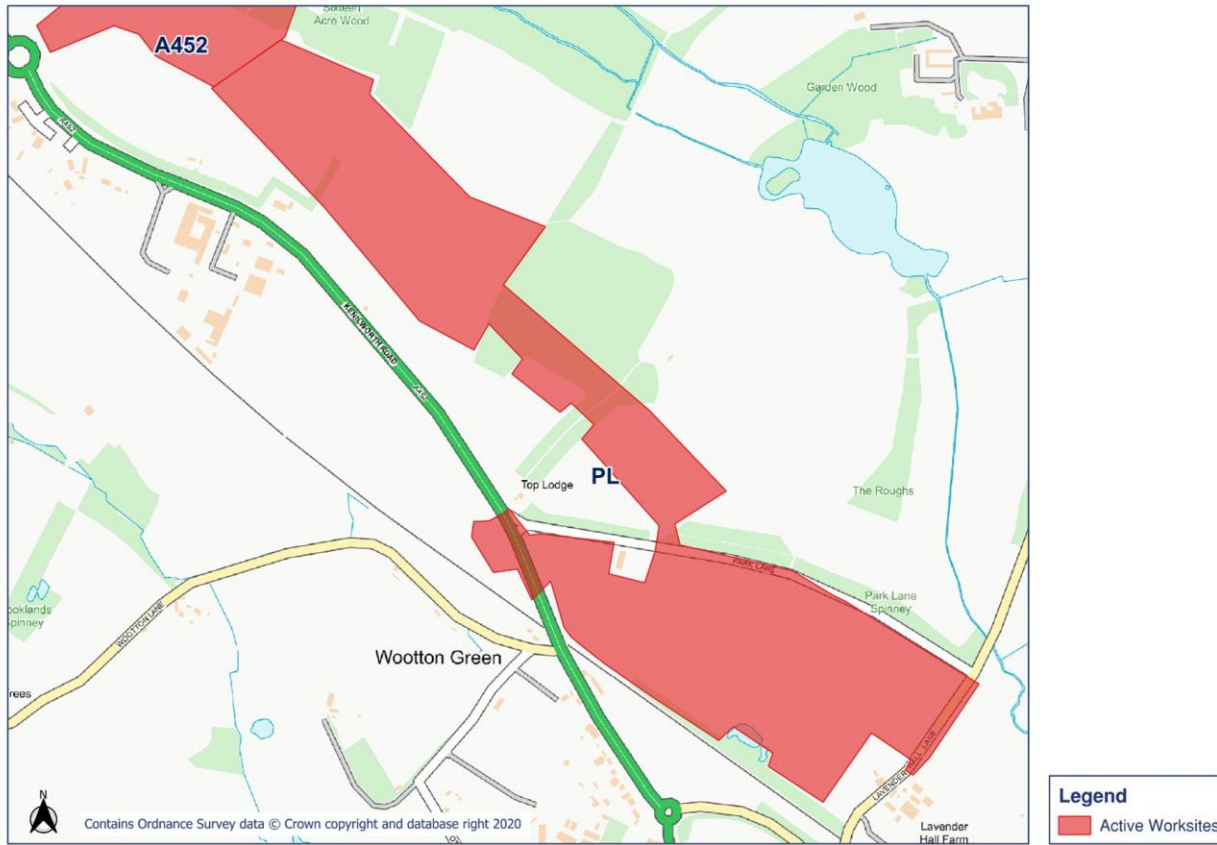 Sixteen
Acre Wood
A452
Garden Wood
A452
KENILWORTH ROAD
A452
PL
Top Lodge
The Roughs
PARK LANE
Park Lane
Spinney
ooklands
Spinney
WOOTTON LANE
Wootton Green
rees
LAVENDER HALL LANE
Lavender
Hall Farm
N
Contains Ordnance Survey data © Crown copyright and database right 2020
Legend
Active Worksites